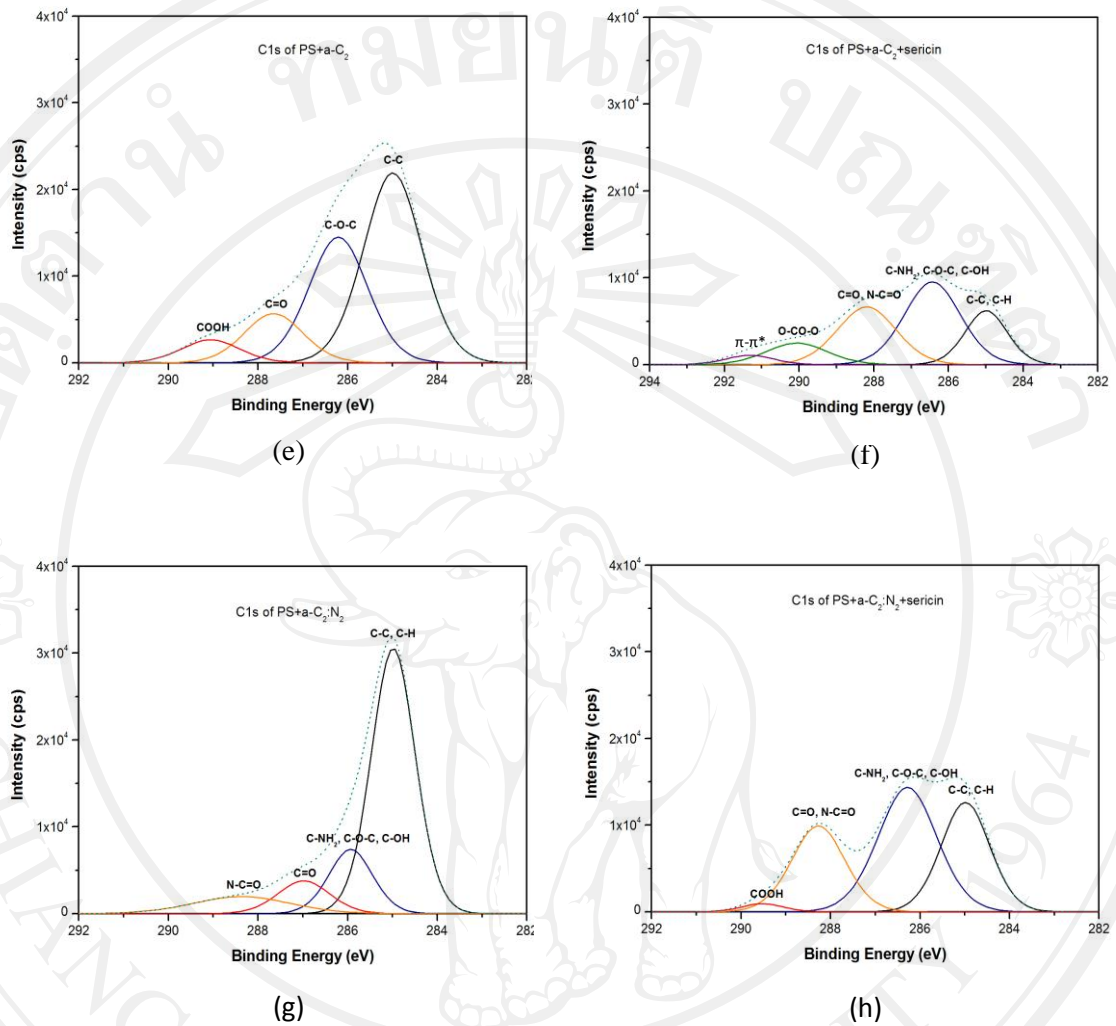 4x10⁴
C1s of PS+a-C₂
3x10⁴
C-C
2x10⁴
C-O-C
1x10⁴
C=O
COOH
0
292 290 288 286 284 282
Intensity (cps)
Binding Energy (eV)
(e)
4x10⁴
C1s of PS+a-C₂+sericin
3x10⁴
2x10⁴
C-NH₂, C-O-C, C-OH
1x10⁴
C=O, N-C=O
C-C, C-H
O-CO-O
π-π*
0
294 292 290 288 286 284 282
Intensity (cps)
Binding Energy (eV)
(f)
4x10⁴
C1s of PS+a-C₂:N₂
C-C, C-H
3x10⁴
2x10⁴
1x10⁴
C-NH₂, C-O-C, C-OH
C=O
N-C=O
0
292 290 288 286 284
Intensity (cps)
Binding Energy (eV)
(g)
4x10⁴
C1s of PS+a-C₂:N₂+sericin
3x10⁴
2x10⁴
C-NH₂, C-O-C, C-OH
C-C, C-H
C=O, N-C=O
1x10⁴
COOH
0
292 290 288 286 284 282
Intensity (cps)
Binding Energy (eV)
(h)
1964